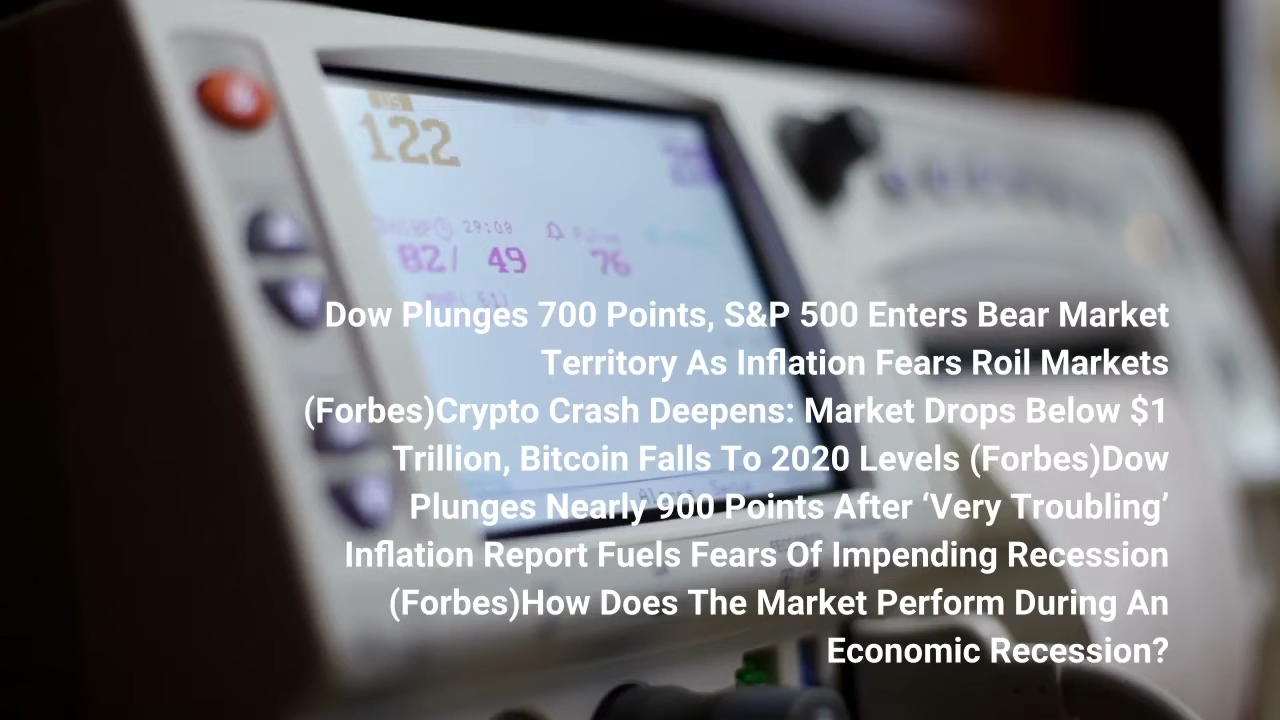 122
29:08
82/ 49
76
Dow Plunges 700 Points, S&P 500 Enters Bear Market
Territory As Inflation Fears Roil Markets
(Forbes)Crypto Crash Deepens: Market Drops Below $1
Trillion, Bitcoin Falls To 2020 Levels (Forbes)Dow
Plunges Nearly 900 Points After ‘Very Troubling’
Inflation Report Fuels Fears Of Impending Recession
(Forbes)How Does The Market Perform During An
Economic Recession?